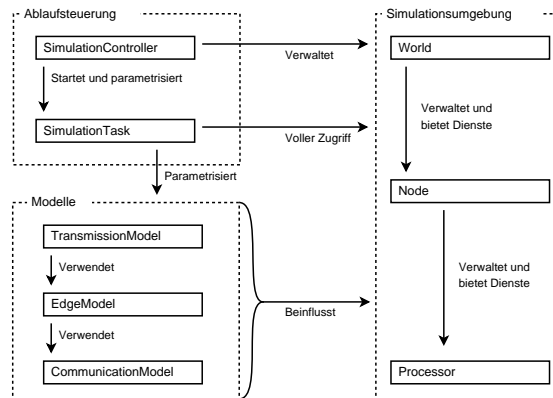 Ablaufsteuerung
SimulationController
Startet und parametrisiert
SimulationTask
Verwaltet
Voller Zugriff
Parametrisiert
Modelle
TransmissionModel
Verwendet
EdgeModel
Verwendet
CommunicationModel
Beinflusst
Simulationsumgebung
World
Verwaltet und
bietet Dienste
Node
Verwaltet und
bietet Dienste
Processor